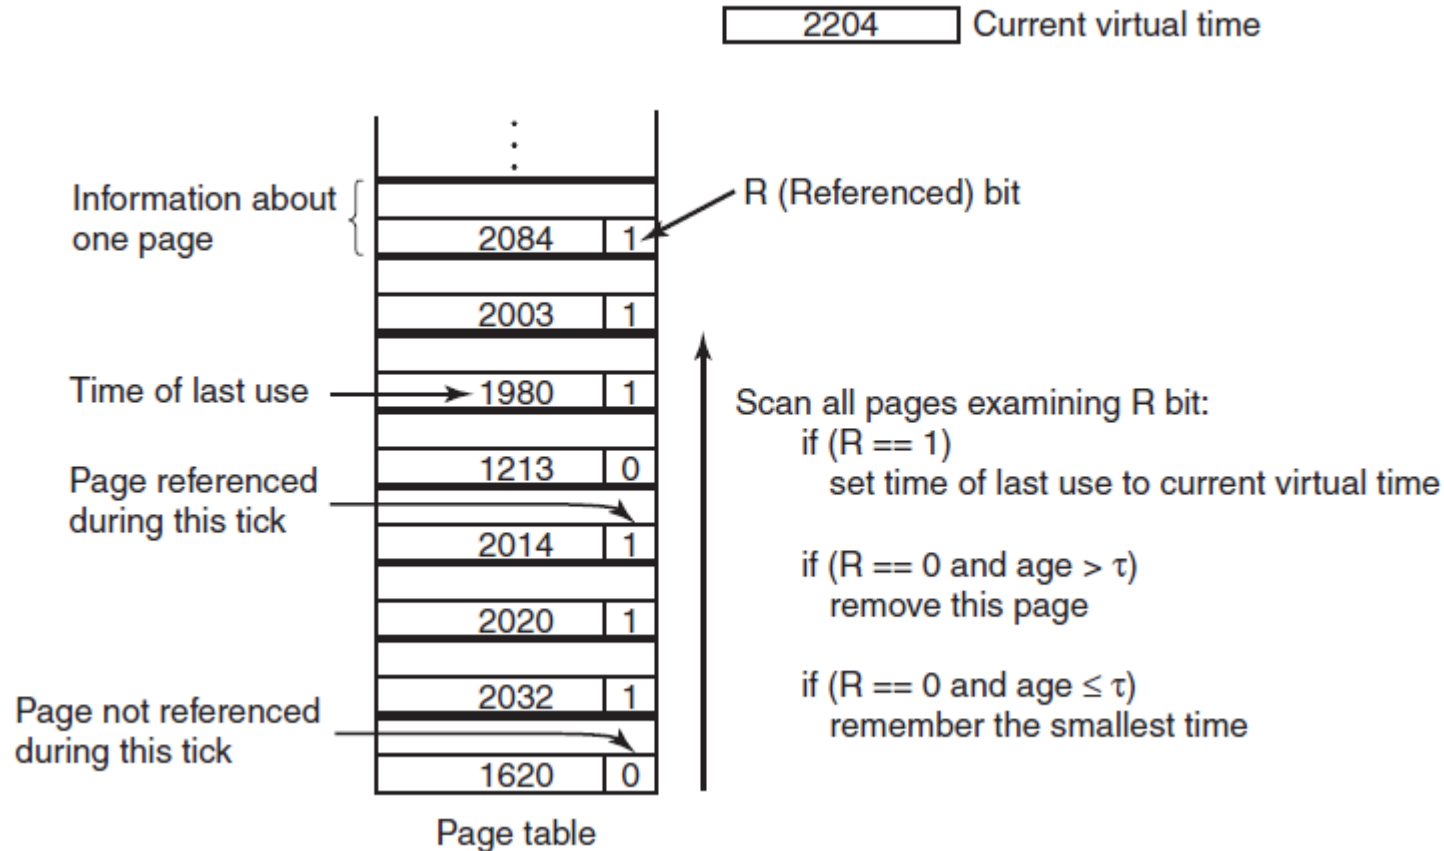 2204 Current virtual time
Information about
one page
R (Referenced) bit
2084 1
2003 1
Time of last use
1980 1
Scan all pages examining R bit:
if (R == 1)
set time of last use to current virtual time
1213 0
Page referenced
during this tick
2014 1
if (R == 0 and age > τ)
remove this page
2020 1
2032 1
if (R == 0 and age ≤ τ)
remember the smallest time
Page not referenced
during this tick
1620 0
Page table